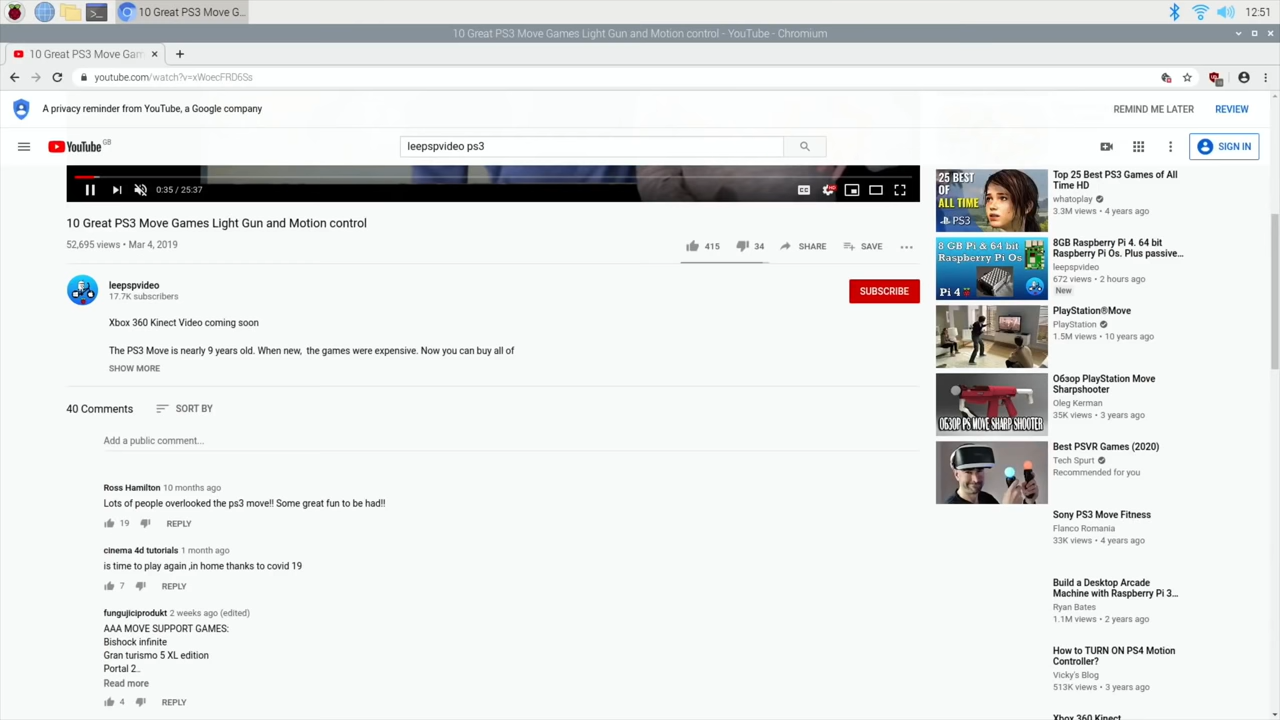 10 Great PS3 Move G...
12:51
10 Great PS3 Move Games Light Gun and Motion control - YouTube - Chromium
10 Great PS3 Move Gam
youtube.com/watch?v=xWoecFRD6Ss
A privacy reminder from YouTube, a Google company
REMIND ME LATER
REVIEW
YouTube GB
leepspvideo ps3
SIGN IN
0:35 / 25:37
CC
10 Great PS3 Move Games Light Gun and Motion control
52,695 views • Mar 4, 2019
415
34
SHARE
SAVE
leepspvideo
17.7K subscribers
SUBSCRIBE
Xbox 360 Kinect Video coming soon
The PS3 Move is nearly 9 years old. When new, the games were expensive. Now you can buy all of
SHOW MORE
40 Comments
SORT BY
Add a public comment...
Ross Hamilton 10 months ago
Lots of people overlooked the ps3 move!! Some great fun to be had!!
19
REPLY
cinema 4d tutorials 1 month ago
is time to play again ,in home thanks to covid 19
7
REPLY
fungujiciprodukt 2 weeks ago (edited)
AAA MOVE SUPPORT GAMES:
Bishock infinite
Gran turismo 5 XL edition
Portal 2..
Read more
4
REPLY
25 BEST
OF
ALL TIME
PS3
Top 25 Best PS3 Games of All
Time HD
whatoplay
3.3M views • 4 years ago
8 GB Pi & 64 bit
Raspberry Pi Os
Pi 4
8GB Raspberry Pi 4. 64 bit
Raspberry Pi Os. Plus passive...
leepspvideo
672 views • 2 hours ago
New
PlayStation®Move
PlayStation
1.5M views • 10 years ago
ОБЗОР PS MOVE SHARP SHOOTER
Обзор PlayStation Move
Sharpshooter
Oleg Kerman
35K views • 3 years ago
Best PSVR Games (2020)
Tech Spurt
Recommended for you
Sony PS3 Move Fitness
Flanco Romania
33K views • 4 years ago
Build a Desktop Arcade
Machine with Raspberry Pi 3...
Ryan Bates
1.1M views • 2 years ago
How to TURN ON PS4 Motion
Controller?
Vicky's Blog
513K views • 3 years ago
Xbox 360 Kinect